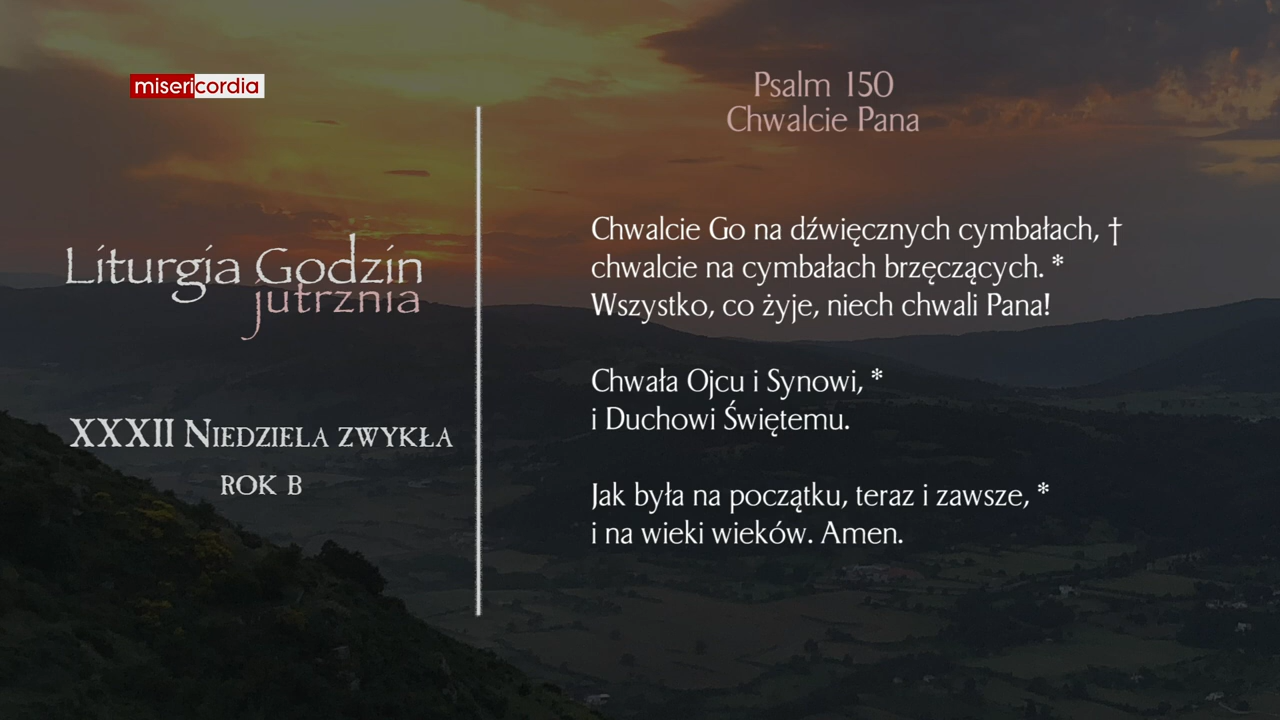 misericordia
Liturgia Godzin
jutrznia
XXXII Niedziela zwykła
rok B
Psalm 150
Chwalcie Pana
Chwalcie Go na dźwięcznych cymbałach, †
chwalcie na cymbałach brzęczących. *
Wszystko, co żyje, niech chwali Pana!
Chwała Ojcu i Synowi, *
i Duchowi Świętemu.
Jak była na początku, teraz i zawsze, *
i na wieki wieków. Amen.